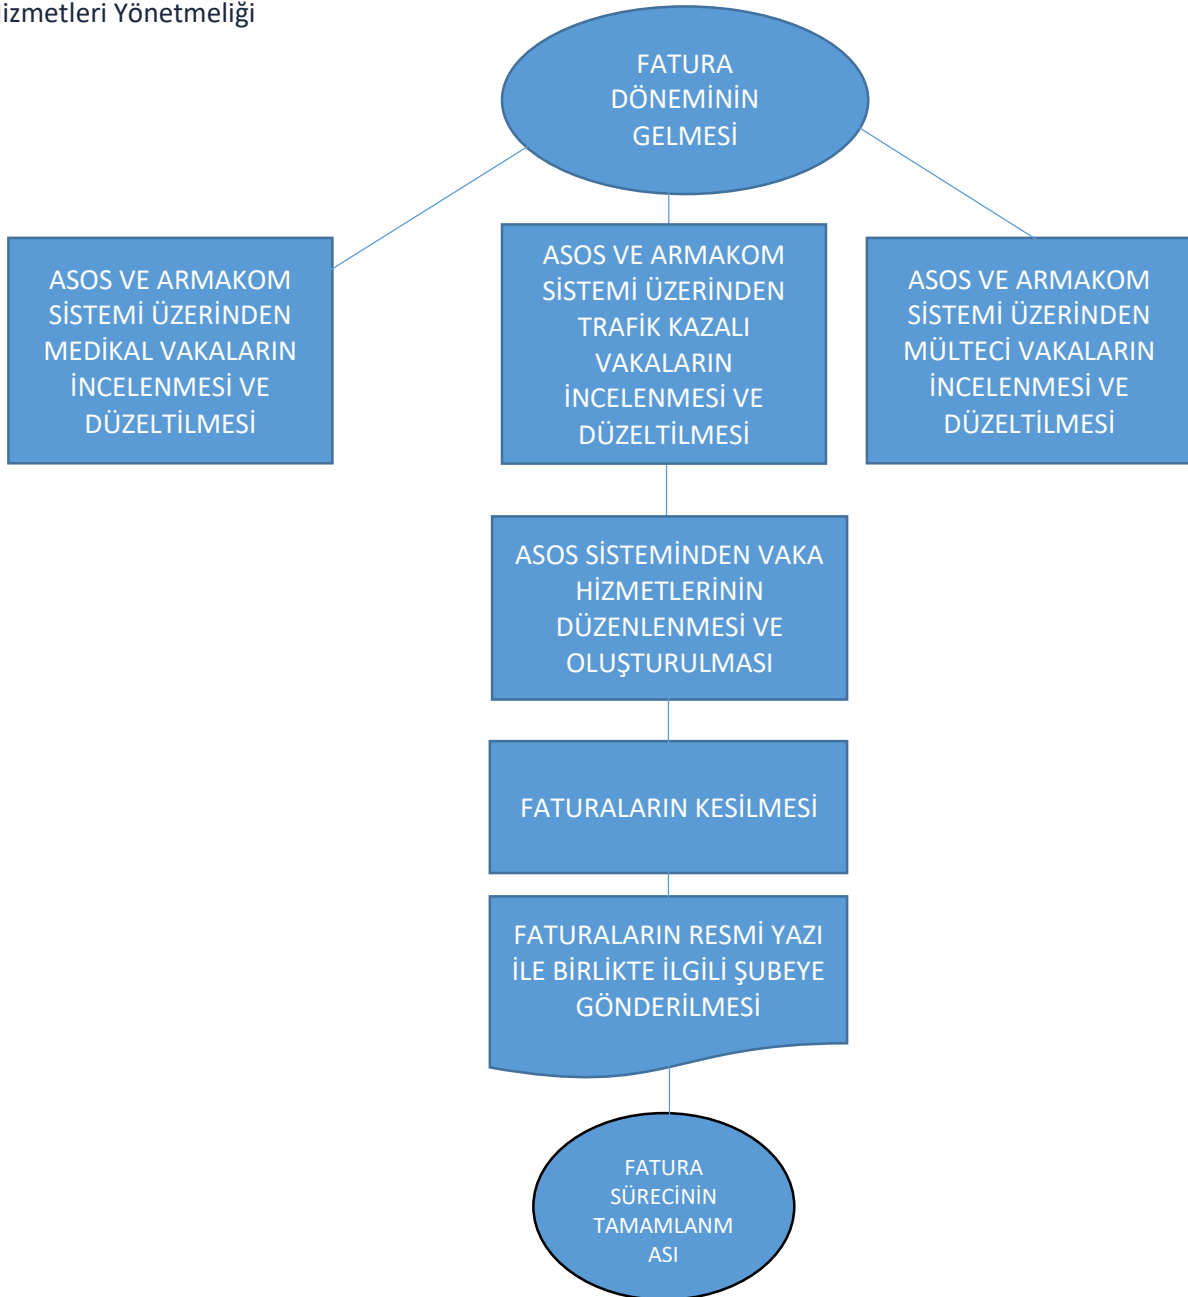 Hizmetleri Yönetmeliği
FATURA
DÖNEMİNİN
GELMESİ
ASOS VE ARMAKOM
SİSTEMİ ÜZERİNDEN
MEDİKAL VAKALARIN
İNCELENMESİ VE
DÜZELTİLMESİ
ASOS VE ARMAKOM
SİSTEMİ ÜZERİNDEN
TRAFİK KAZALI
VAKALARIN
İNCELENMESİ VE
DÜZELTİLMESİ
ASOS VE ARMAKOM
SİSTEMİ ÜZERİNDEN
MÜLTECİ VAKALARIN
İNCELENMESİ VE
DÜZELTİLMESİ
ASOS SİSTEMİNDEN VAKA
HİZMETLERİNİN
DÜZENLENMESİ VE
OLUŞTURULMASI
FATURALARIN KESİLMESİ
FATURALARIN RESMİ YAZI
İLE BİRLİKTE İLGİLİ ŞUBEYE
GÖNDERİLMESİ
FATURA
SÜRECİNİN
TAMAMLANM
ASI